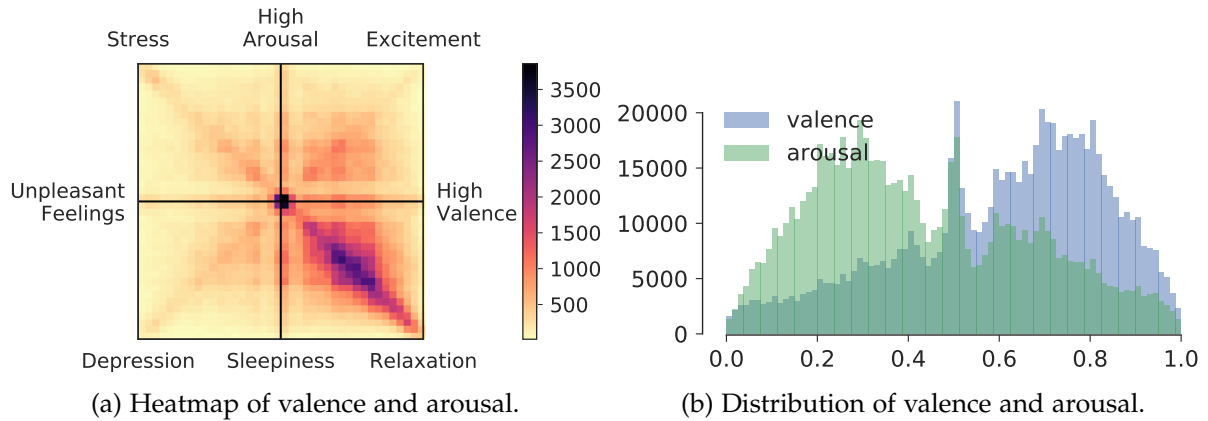 High
Stress Arousal Excitement
Unpleasant
Feelings
High
Valence
Depression Sleepiness Relaxation
3500
3000
2500
2000
1500
1000
500
(a) Heatmap of valence and arousal.
valence
arousal
20000
15000
10000
5000
0
0.0 0.2 0.4 0.6 0.8 1.0
(b) Distribution of valence and arousal.